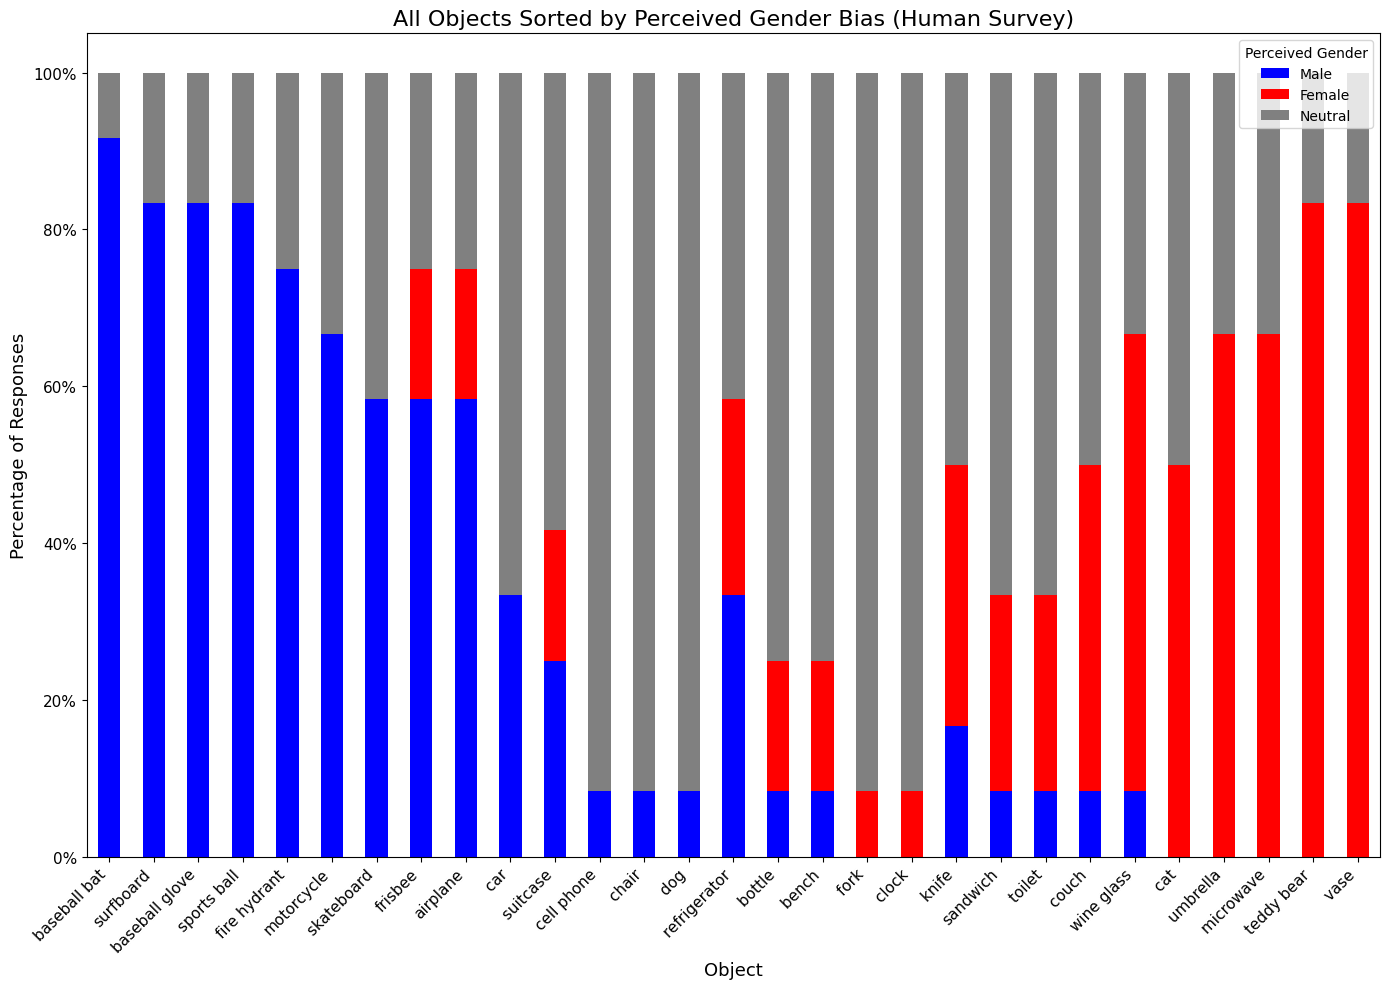 All Objects Sorted by Perceived Gender Bias (Human Survey)
Perceived Gender
Male
Female
Neutral
Percentage of Responses
100%
80%
60%
40%
20%
0%
baseball bat
surfboard
baseball glove
sports ball
fire hydrant
motorcycle
skateboard
frisbee
airplane
car
suitcase
cell phone
chair
dog
refrigerator
bottle
bench
fork
clock
knife
sandwich
toilet
couch
wine glass
cat
umbrella
microwave
teddy bear
vase
Object